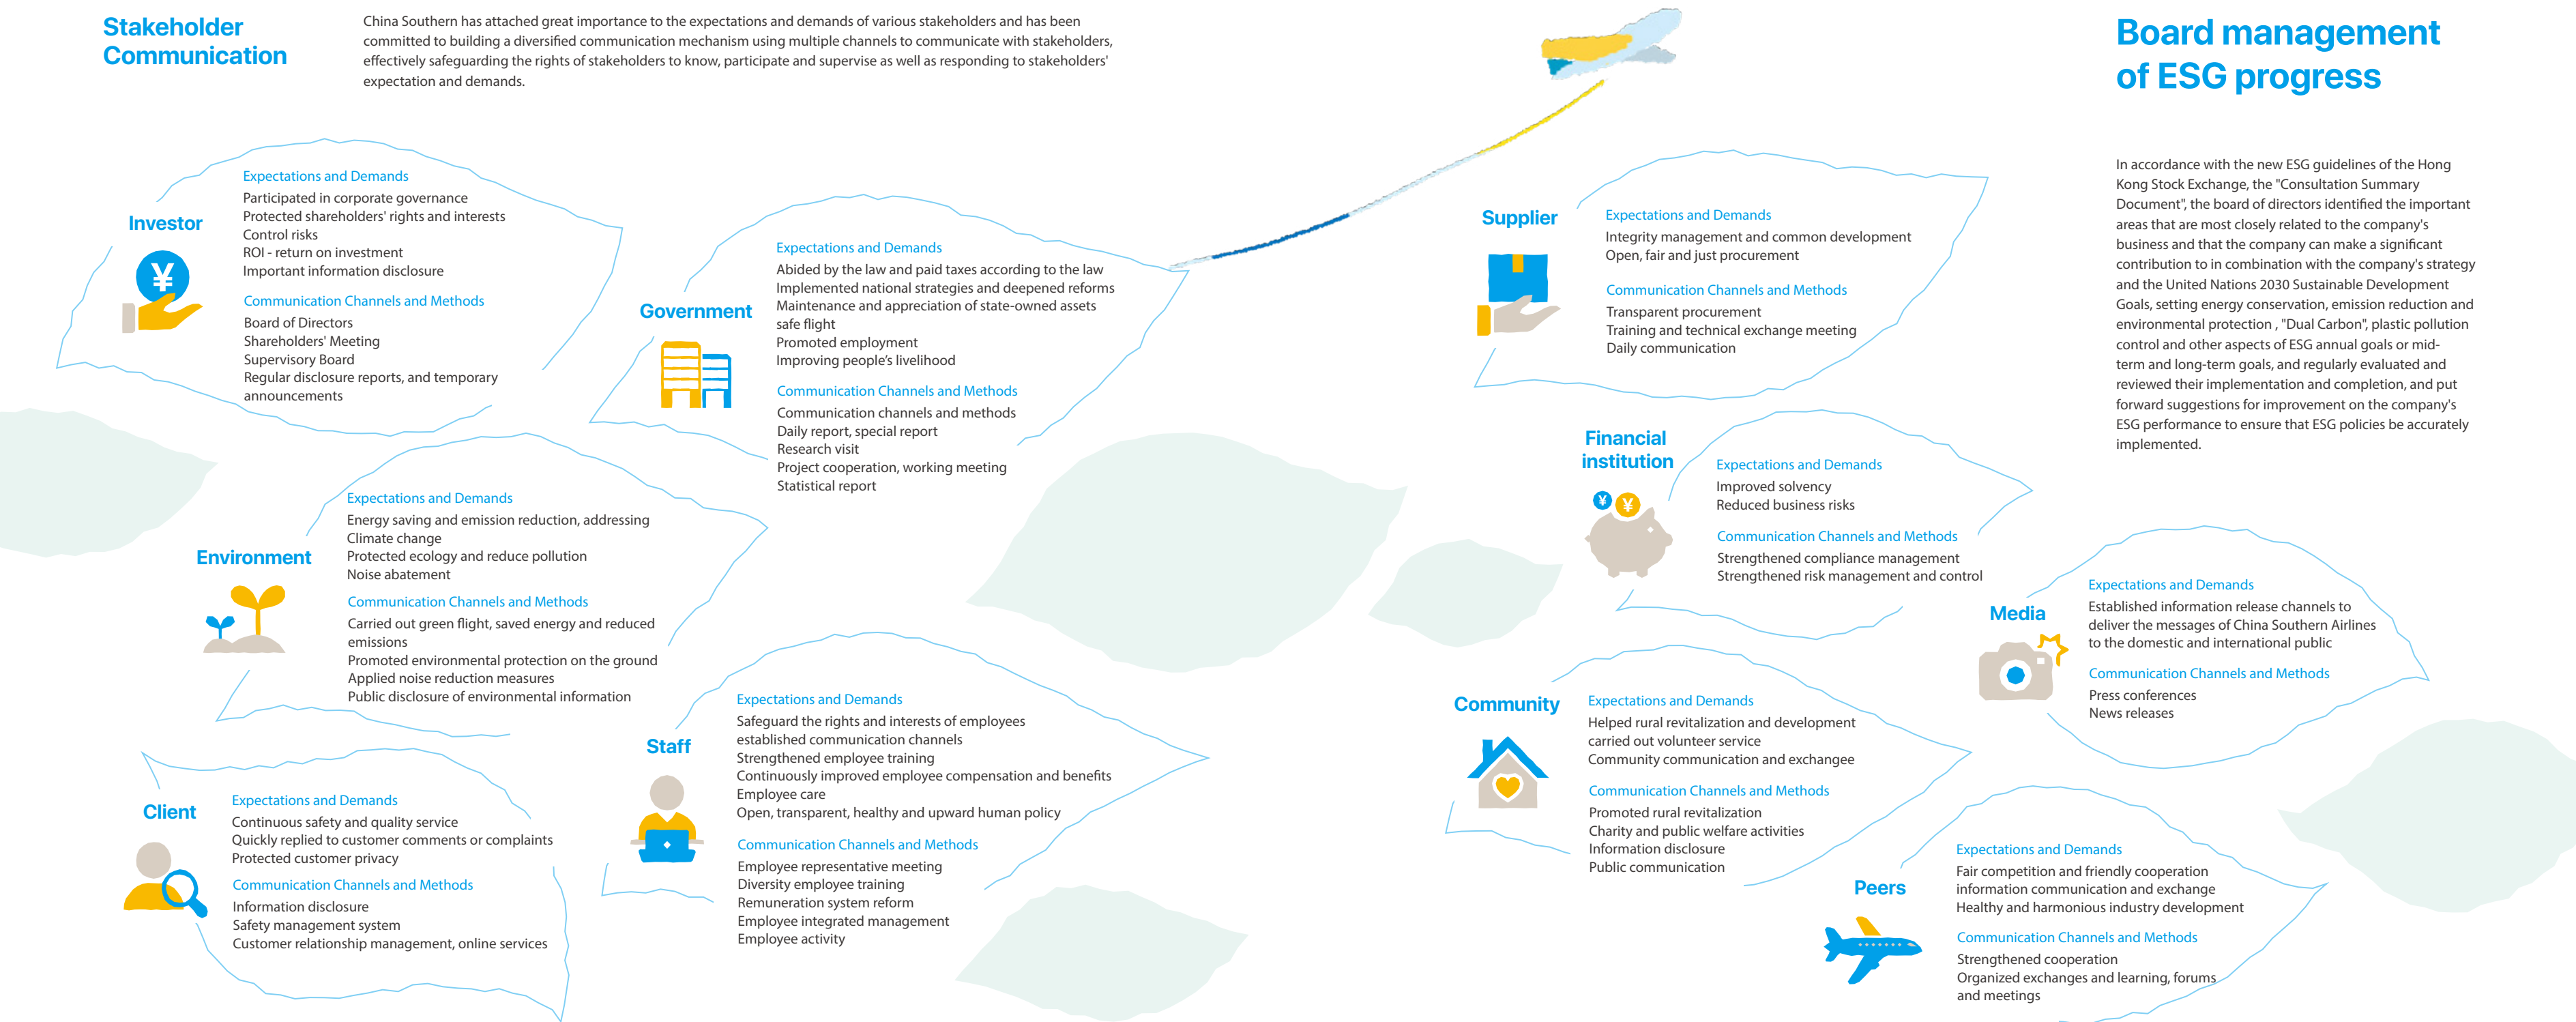 Stakeholder
Communication
China Southern has attached great importance to the expectations and demands of various stakeholders and has been
committed to building a diversified communication mechanism using multiple channels to communicate with stakeholders,
effectively safeguarding the rights of stakeholders to know, participate and supervise as well as responding to stakeholders'
expectation and demands.
Investor
¥
Expectations and Demands
Participated in corporate governance
Protected shareholders' rights and interests
Control risks
ROI - return on investment
Important information disclosure
Communication Channels and Methods
Board of Directors
Shareholders' Meeting
Supervisory Board
Regular disclosure reports, and temporary
announcements
Government
Expectations and Demands
Abided by the law and paid taxes according to the law
Implemented national strategies and deepened reforms
Maintenance and appreciation of state-owned assets
safe flight
Promoted employment
Improving people's livelihood
Communication Channels and Methods
Communication channels and methods
Daily report, special report
Research visit
Project cooperation, working meeting
Statistical report
Environment
Expectations and Demands
Energy saving and emission reduction, addressing
Climate change
Protected ecology and reduce pollution
Noise abatement
Communication Channels and Methods
Carried out green flight, saved energy and reduced
emissions
Promoted environmental protection on the ground
Applied noise reduction measures
Public disclosure of environmental information
Staff
Expectations and Demands
Safeguard the rights and interests of employees
established communication channels
Strengthened employee training
Continuously improved employee compensation and benefits
Employee care
Open, transparent, healthy and upward human policy
Communication Channels and Methods
Employee representative meeting
Diversity employee training
Remuneration system reform
Employee integrated management
Employee activity
Client
Expectations and Demands
Continuous safety and quality service
Quickly replied to customer comments or complaints
Protected customer privacy
Communication Channels and Methods
Information disclosure
Safety management system
Customer relationship management, online services
Supplier
Expectations and Demands
Integrity management and common development
Open, fair and just procurement
Communication Channels and Methods
Transparent procurement
Training and technical exchange meeting
Daily communication
Financial
institution
¥ ¥
Expectations and Demands
Improved solvency
Reduced business risks
Communication Channels and Methods
Strengthened compliance management
Strengthened risk management and control
Media
Expectations and Demands
Established information release channels to
deliver the messages of China Southern Airlines
to the domestic and international public
Communication Channels and Methods
Press conferences
News releases
Community
Expectations and Demands
Helped rural revitalization and development
carried out volunteer service
Community communication and exchangee
Communication Channels and Methods
Promoted rural revitalization
Charity and public welfare activities
Information disclosure
Public communication
Peers
Expectations and Demands
Fair competition and friendly cooperation
information communication and exchange
Healthy and harmonious industry development
Communication Channels and Methods
Strengthened cooperation
Organized exchanges and learning, forums
and meetings
Board management
of ESG progress
In accordance with the new ESG guidelines of the Hong
Kong Stock Exchange, the "Consultation Summary
Document", the board of directors identified the important
areas that are most closely related to the company's
business and that the company can make a significant
contribution to in combination with the company's strategy
and the United Nations 2030 Sustainable Development
Goals, setting energy conservation, emission reduction and
environmental protection , "Dual Carbon", plastic pollution
control and other aspects of ESG annual goals or mid-
term and long-term goals, and regularly evaluated and
reviewed their implementation and completion, and put
forward suggestions for improvement on the company's
ESG performance to ensure that ESG policies be accurately
implemented.